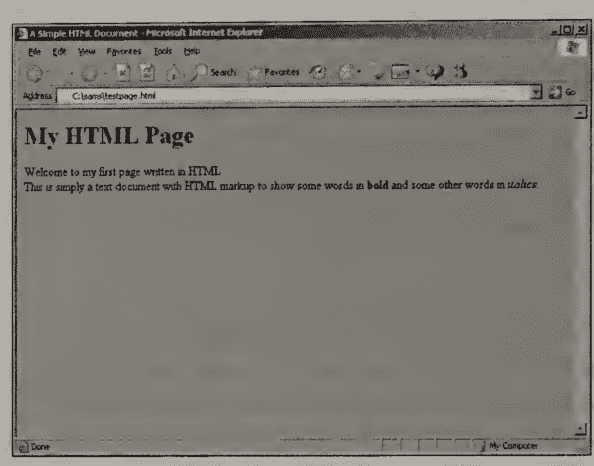 A Simple HTML Document - Microsoft Internet Explorer
File Edit View Favorites Tools Help
Search Favorites
Address C:\sams\testpage.html Go
My HTML Page
Welcome to my first page written in HTML
This is simply a text document with HTML markup to show some words in bold and some other words in italics.
Done My Computer